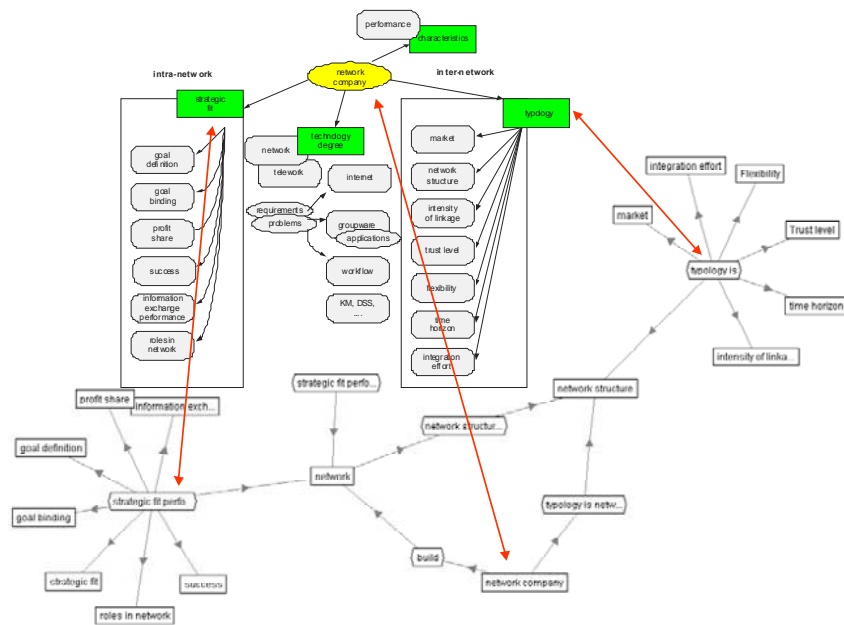 performance
characteristics
intra-network
network
company
inter-network
strategic
fit
typology
technology
degree
goal
definition
goal
binding
profit
share
success
information
exchange
performance
roles in
network
network
telework
internet
requirements
problems
groupware
applications
workflow
KM, DSS,
....
market
network
structure
intensity
of linkage
trust level
flexibility
time
horizon
integration
effort
integration effort
Flexibility
market
Trust level
typology is
time horizon
intensity of linka...
network structure
strategic fit perfo...
profit share
information exch...
network structur...
goal definition
network
strategic fit perfo...
goal binding
typology is netw...
build
strategic fit
success
network company
roles in network